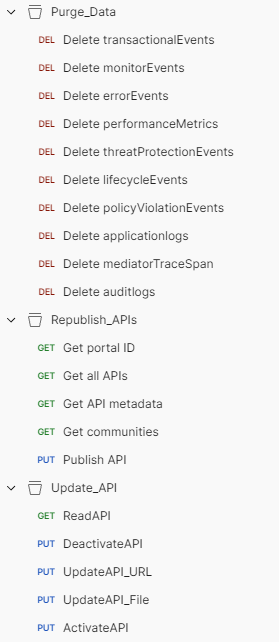 Purge_Data
DEL Delete transactionalEvents
DEL Delete monitorEvents
DEL Delete errorEvents
DEL Delete performanceMetrics
DEL Delete threatProtectionEvents
DEL Delete lifecycleEvents
DEL Delete policyViolationEvents
DEL Delete applicationlogs
DEL Delete mediatorTraceSpan
DEL Delete auditlogs
Republish_APIs
GET Get portal ID
GET Get all APIs
GET Get API metadata
GET Get communities
PUT Publish API
Update_API
GET ReadAPI
PUT DeactivateAPI
PUT UpdateAPI_URL
PUT UpdateAPI_File
PUT ActivateAPI